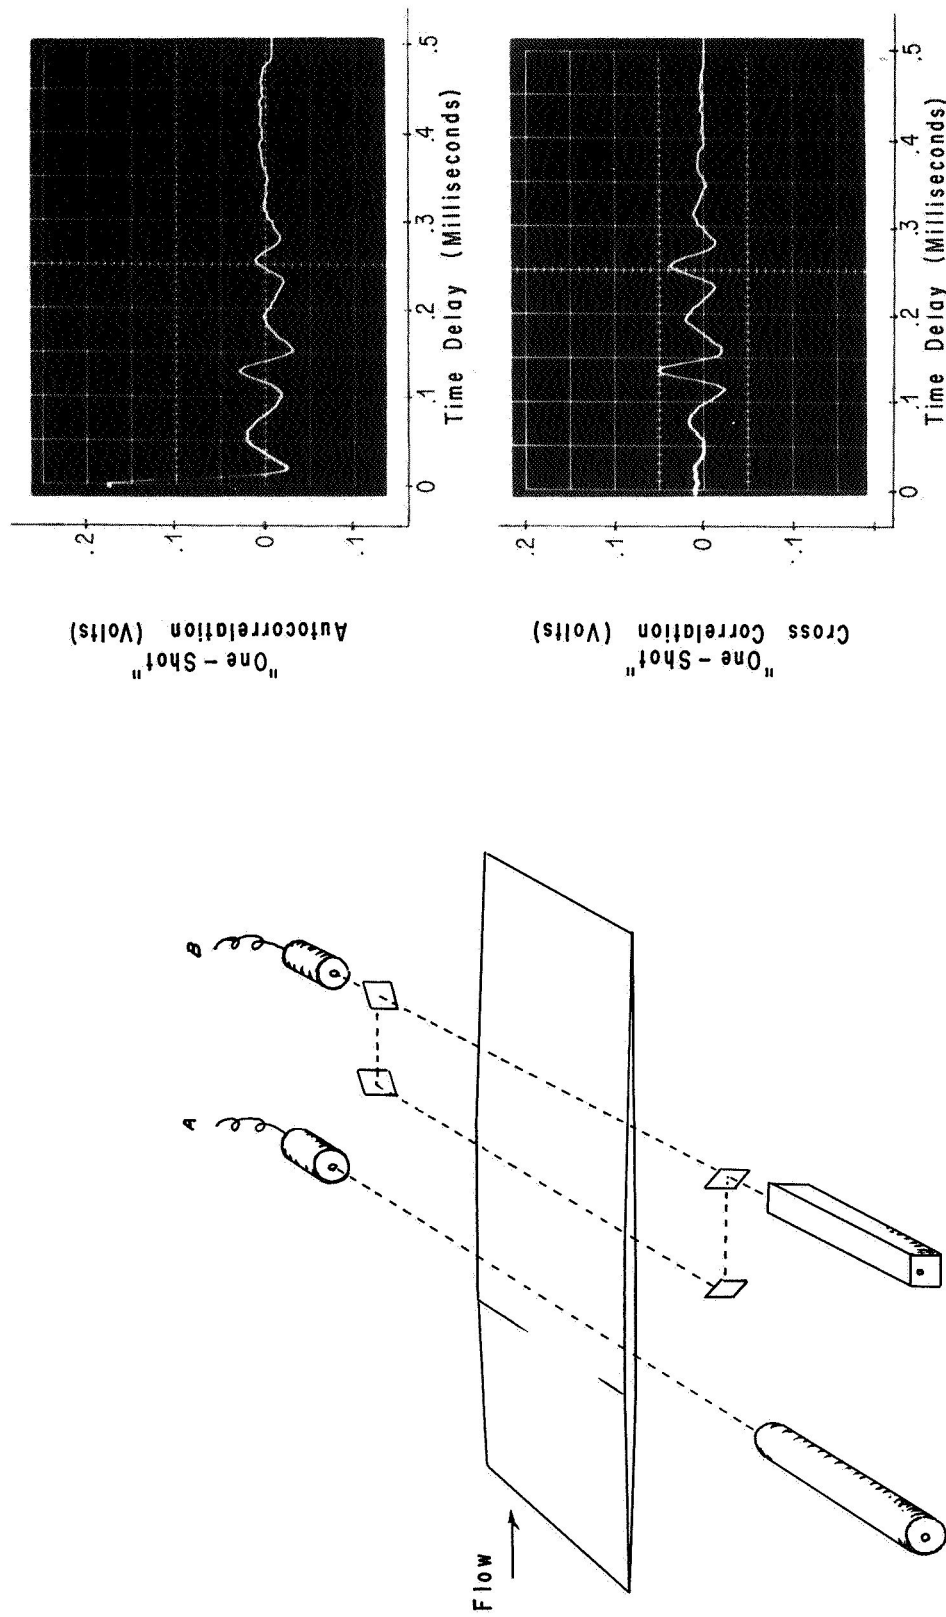 "One-Shot"
Autocorrelation (Volts)
.2
.1
0
.1
0
.1
.2
.3
.4
.5
Time Delay (Milliseconds)
"One-Shot"
Cross Correlation (Volts)
.2
.1
0
.1
0
.1
.2
.3
.4
.5
Time Delay (Milliseconds)
A
B
Flow